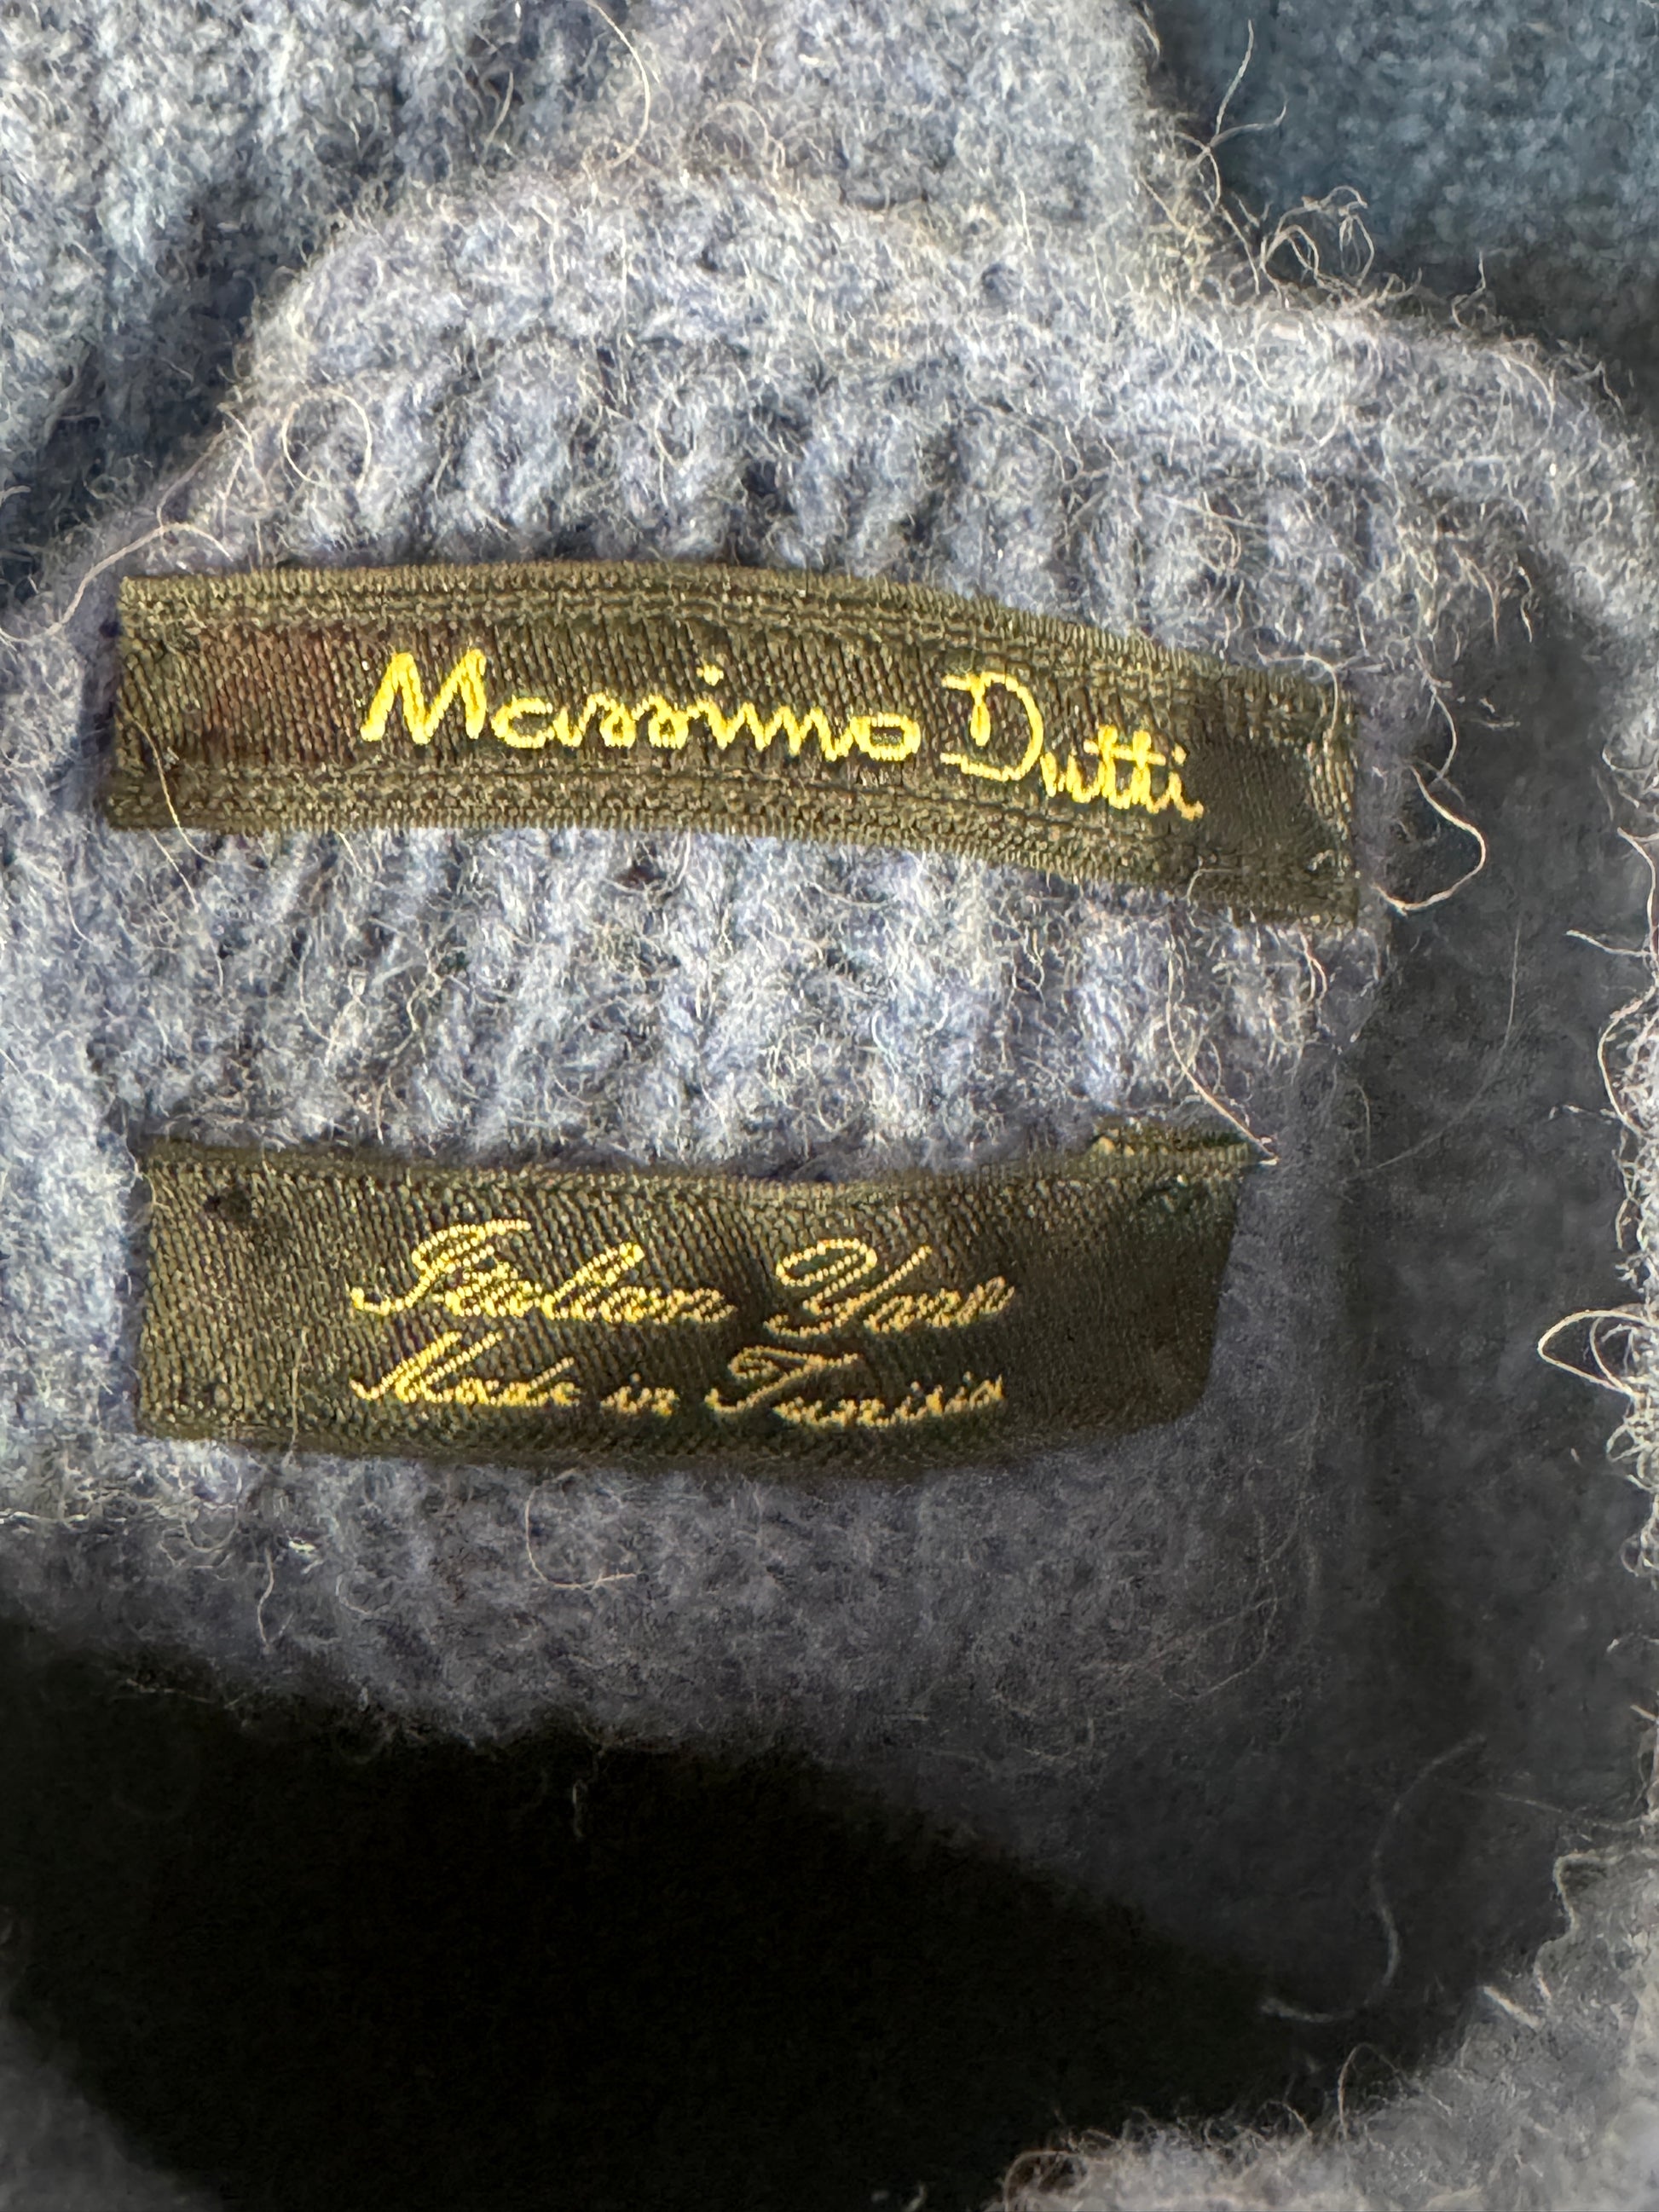 Massimo Dutti
Italian Yarn
Made in Tunisia